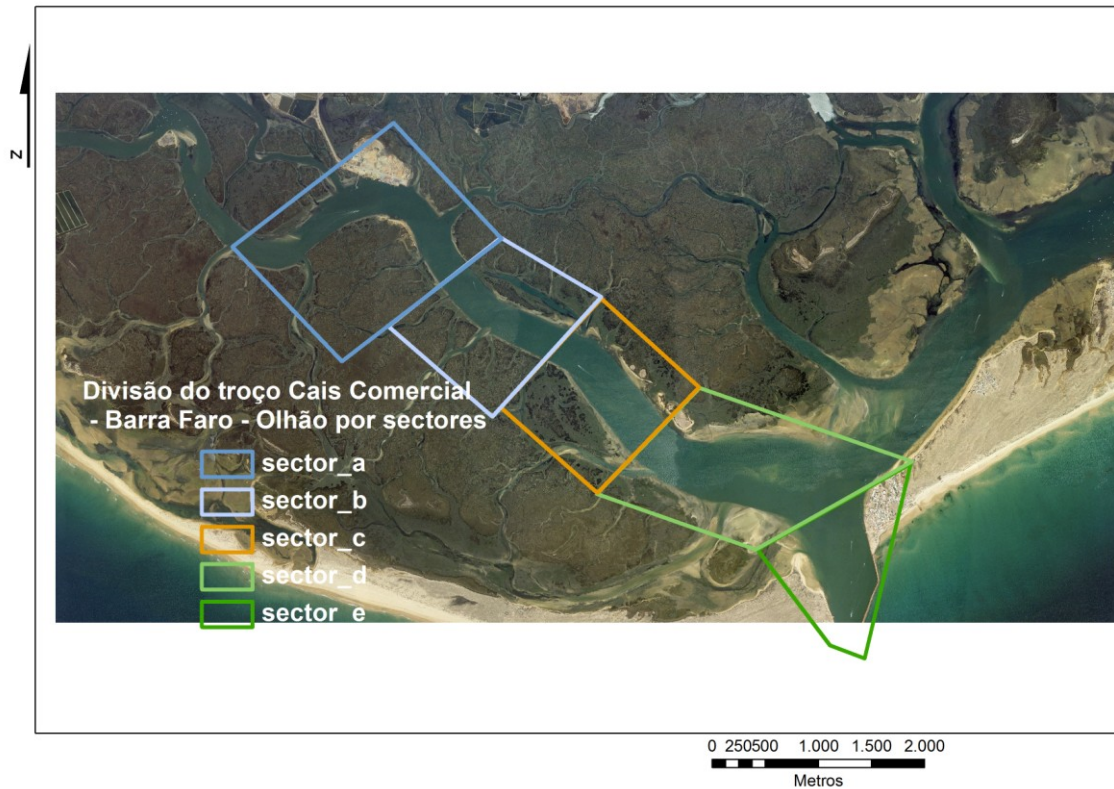 N
Divisão do troço Cais Comercial
- Barra Faro - Olhão por sectores
sector_a
sector_b
sector_c
sector_d
sector_e
0 250500 1.000 1.500 2.000
Metros